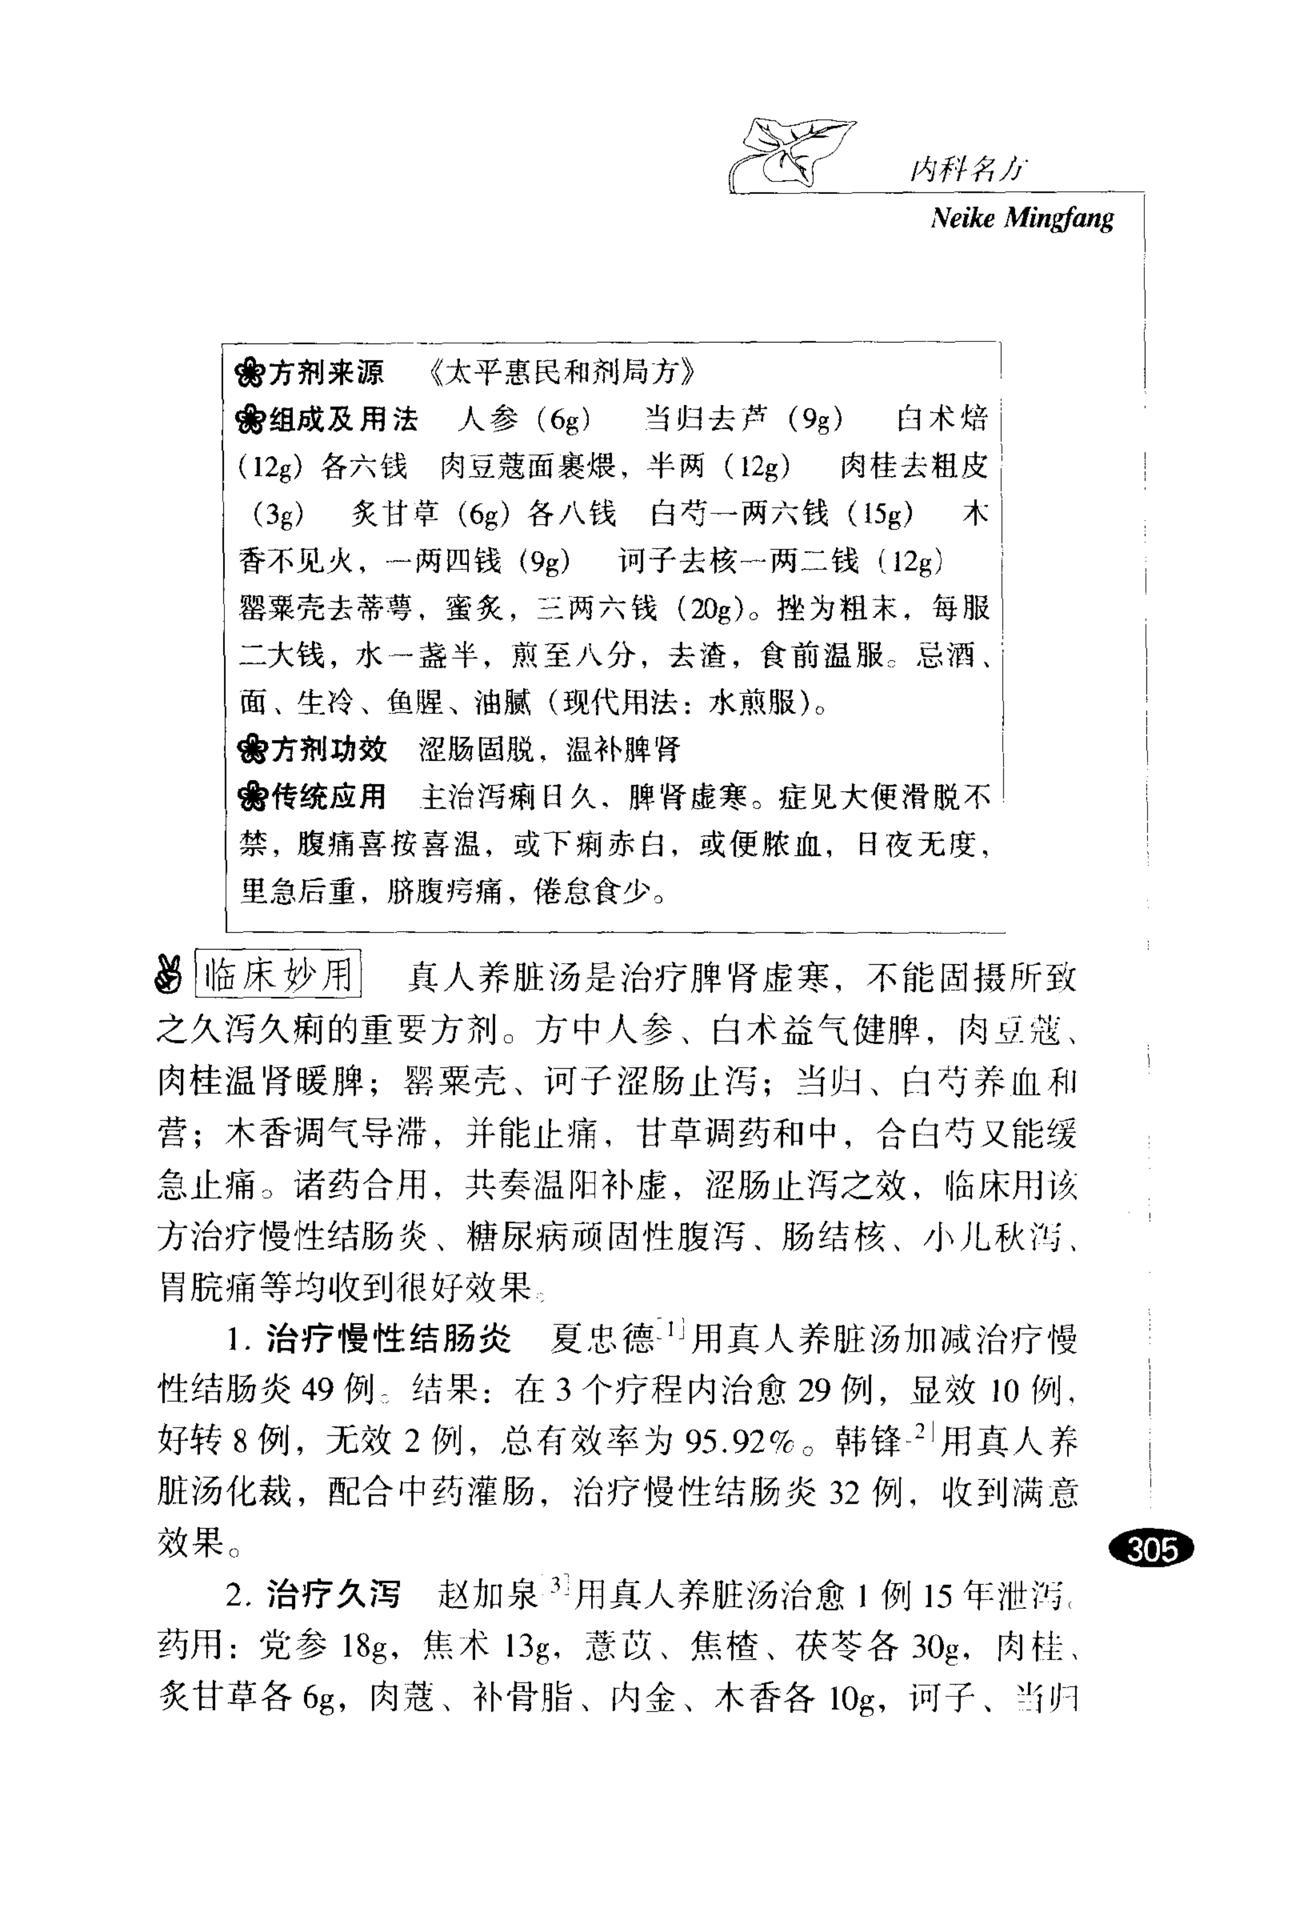 内科名方
Neike Mingfang
方剂来源 《太平惠民和剂局方》
组成及用法 人参（6g） 当归去芦（9g） 白术焙
（12g）各六钱 肉豆蔻面裹煨，半两（12g） 肉桂去粗皮
（3g） 炙甘草（6g）各八钱 白芍一两六钱（15g） 木
香不见火，一两四钱（9g） 诃子去核一两二钱（12g）
罂粟壳去蒂萼，蜜炙，三两六钱（20g）。挫为粗末，每服
二大钱，水一盏半，煎至八分，去渣，食前温服。忌酒、
面、生冷、鱼腥、油腻（现代用法：水煎服）。
方剂功效 涩肠固脱，温补脾肾
传统应用 主治泻痢日久，脾肾虚寒。症见大便滑脱不
禁，腹痛喜按喜温，或下痢赤白，或便脓血，日夜无度，
里急后重，脐腹疞痛，倦怠食少。
临床妙用 真人养脏汤是治疗脾肾虚寒，不能固摄所致
之久泻久痢的重要方剂。方中人参、白术益气健脾，肉豆蔻、
肉桂温肾暖脾；罂粟壳、诃子涩肠止泻；当归、白芍养血和
营；木香调气导滞，并能止痛，甘草调药和中，合白芍又能缓
急止痛。诸药合用，共奏温阳补虚，涩肠止泻之效，临床用该
方治疗慢性结肠炎、糖尿病顽固性腹泻、肠结核、小儿秋泻、
胃脘痛等均收到很好效果。
1. 治疗慢性结肠炎 夏忠德[1]用真人养脏汤加减治疗慢
性结肠炎 49 例。结果：在 3 个疗程内治愈 29 例，显效 10 例，
好转 8 例，无效 2 例，总有效率为 95.92%。韩锋[2]用真人养
脏汤化裁，配合中药灌肠，治疗慢性结肠炎 32 例，收到满意
效果。
305
2. 治疗久泻 赵加泉[3]用真人养脏汤治愈 1 例 15 年泄泻。
药用：党参 18g，焦术 13g，薏苡、焦楂、茯苓各 30g，肉桂、
炙甘草各 6g，肉蔻、补骨脂、内金、木香各 10g，诃子、当归